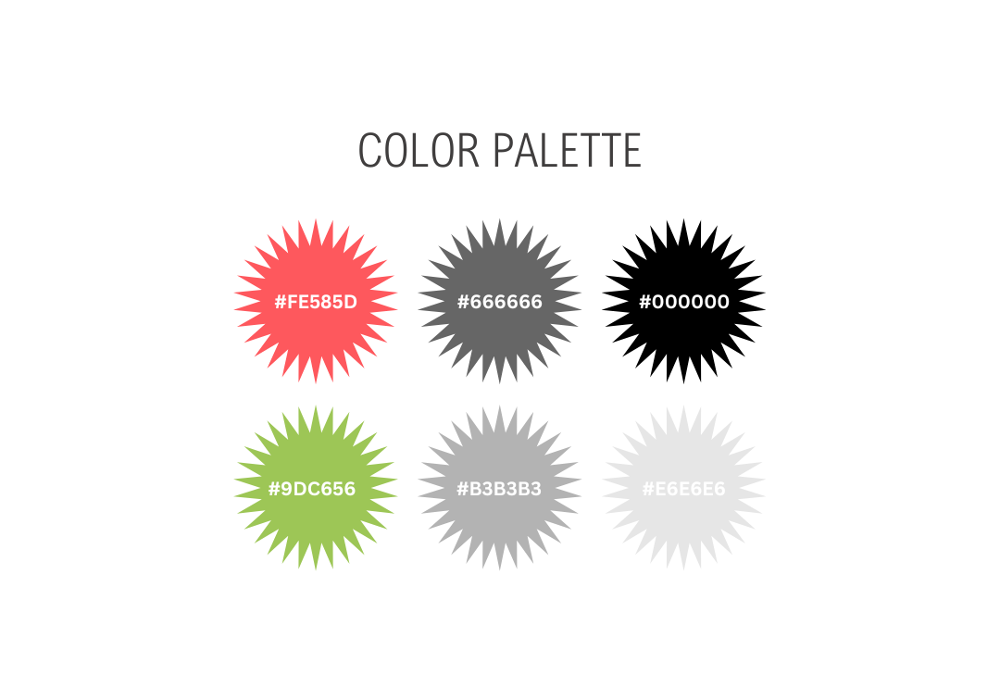 COLOR PALETTE
#FE585D
#666666
#000000
#9DC656
#B3B3B3
#E6E6E6